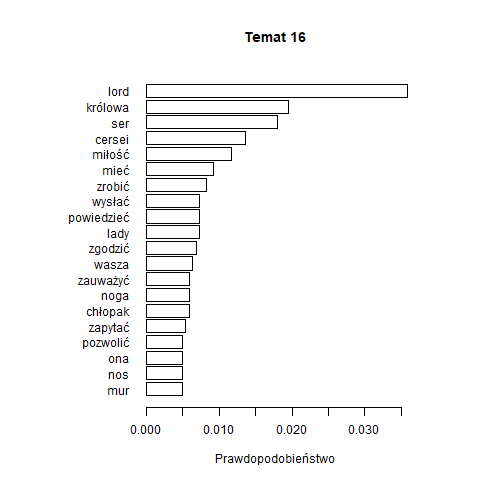 Temat 16
lord
królowa
ser
cersei
miłość
mieć
zrobić
wysłać
powiedzieć
lady
zgodzić
wasza
zauważyć
noga
chłopak
zapytać
pozwolić
ona
nos
mur
0.000 0.010 0.020 0.030
Prawdopodobieństwo